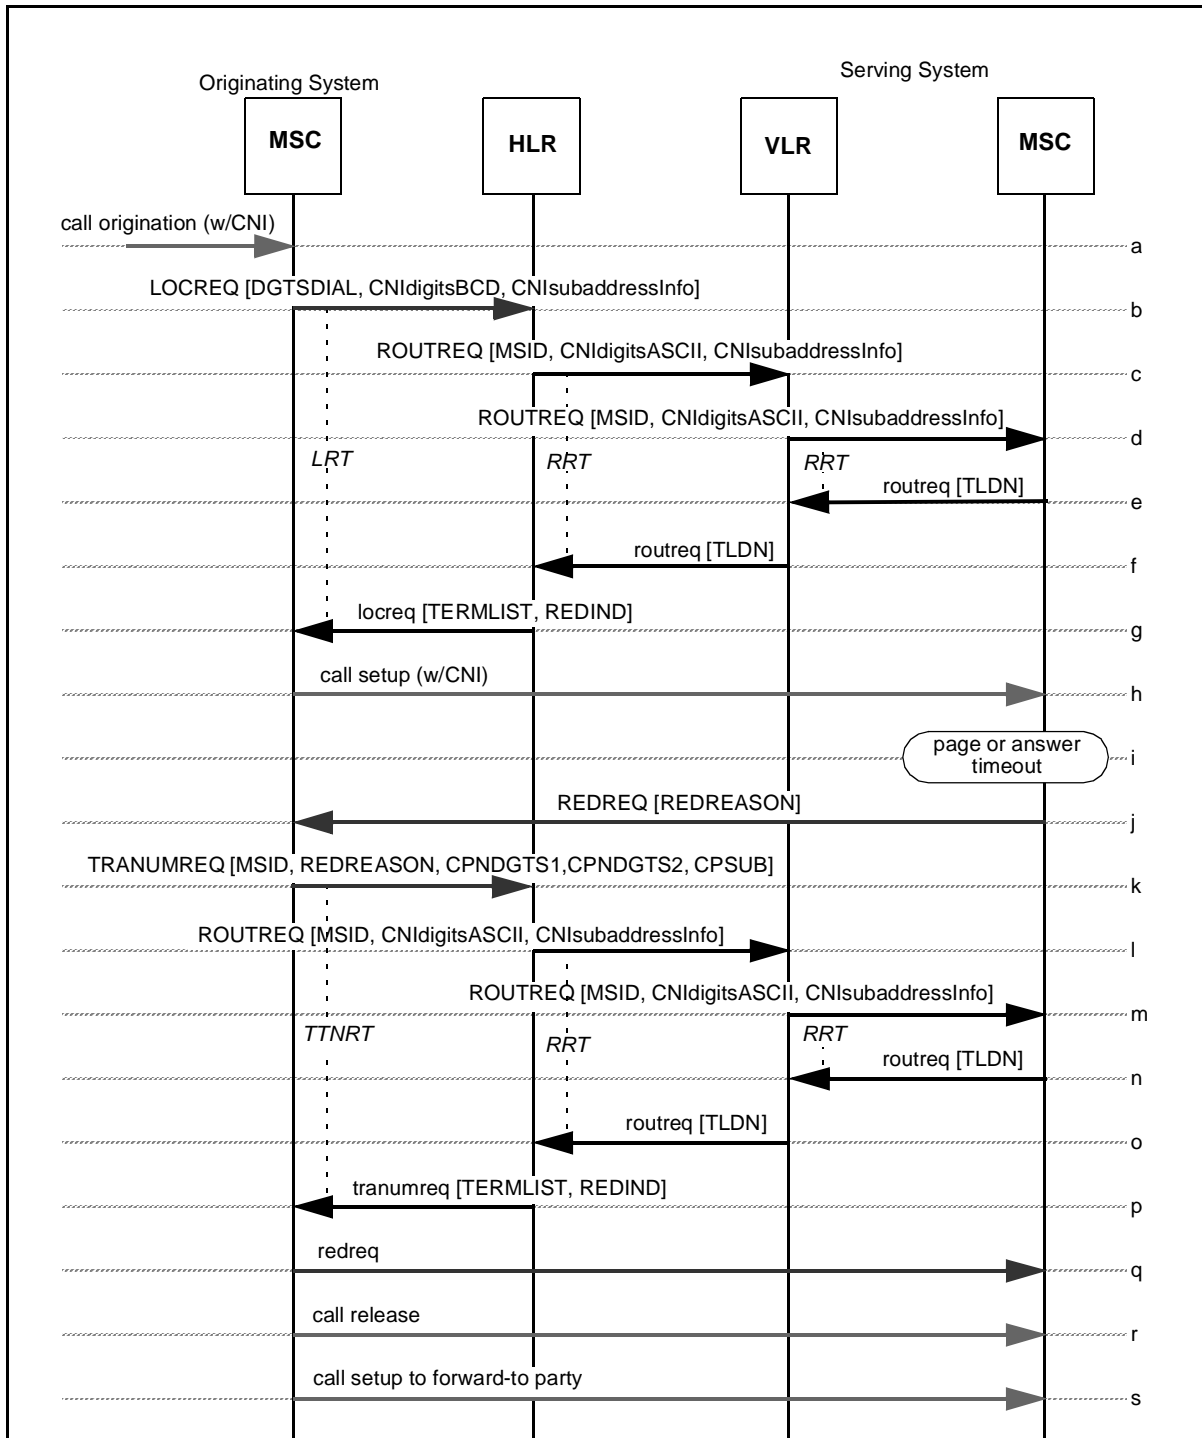 Originating System
Serving System
MSC
HLR
VLR
MSC
call origination (w/CNI)
a
LOCREQ [DGTSDIAL, CNIdigitsBCD, CNIsubaddressInfo]
b
ROUTREQ [MSID, CNIdigitsASCII, CNIsubaddressInfo]
c
ROUTREQ [MSID, CNIdigitsASCII, CNIsubaddressInfo]
d
LRT
RRT
RRT
routreq [TLDN]
e
routreq [TLDN]
f
locreq [TERMLIST, REDIND]
g
call setup (w/CNI)
h
page or answer
timeout
i
REDREQ [REDREASON]
j
TRANUMREQ [MSID, REDREASON, CPNDGTS1,CPNDGTS2, CPSUB]
k
ROUTREQ [MSID, CNIdigitsASCII, CNIsubaddressInfo]
l
ROUTREQ [MSID, CNIdigitsASCII, CNIsubaddressInfo]
m
TTNRT
RRT
RRT
routreq [TLDN]
n
routreq [TLDN]
o
tranumreq [TERMLIST, REDIND]
p
redreq
q
call release
r
call setup to forward-to party
s